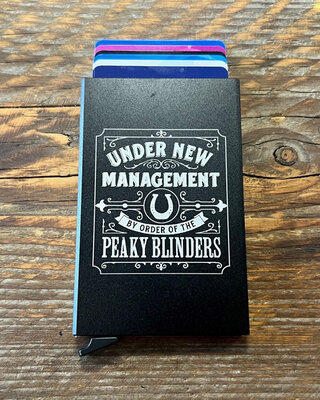 UNDER NEW
MANAGEMENT
BY ORDER OF THE
PEAKY BLINDERS